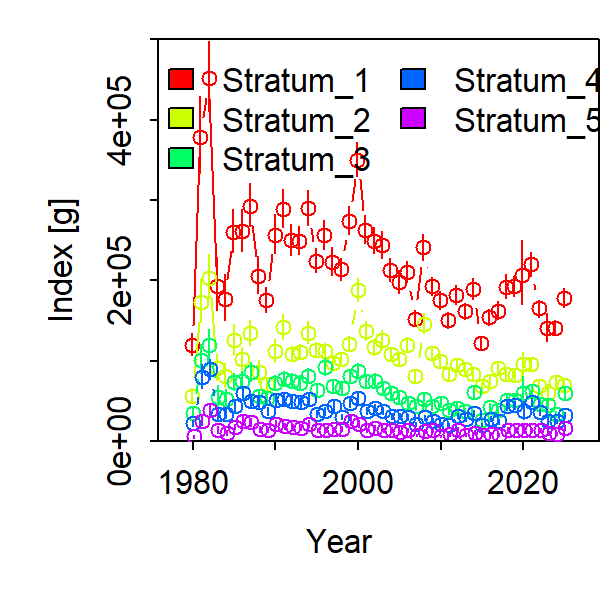 Stratum_1 Stratum_4
Stratum_2 Stratum_5
Stratum_3
4e+05
2e+05
0e+00
Index [g]
1980 2000 2020
Year